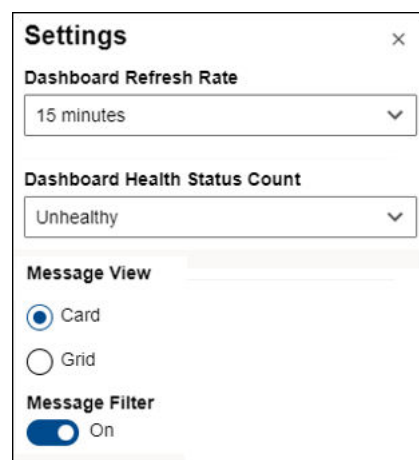 Settings
Dashboard Refresh Rate
15 minutes
Dashboard Health Status Count
Unhealthy
Message View
Card
Grid
Message Filter
On